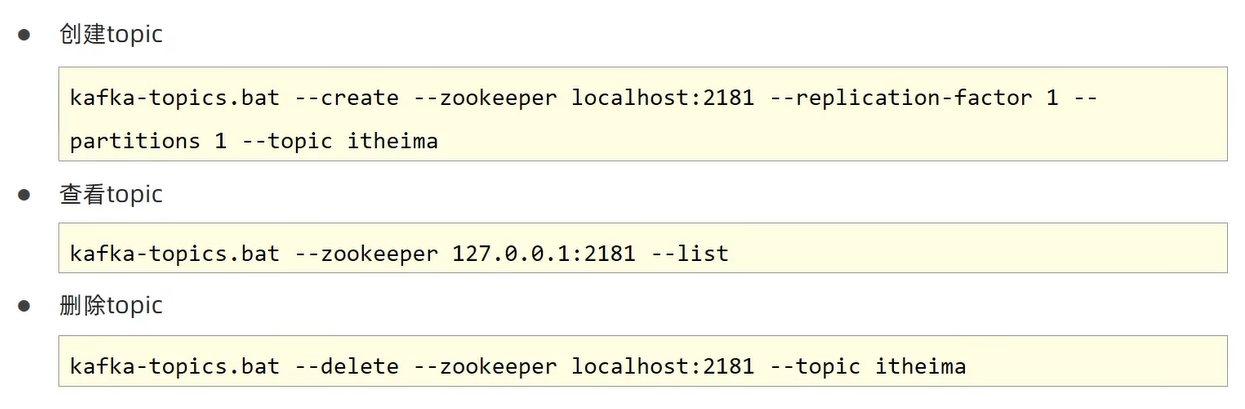 ● 创建topic
kafka-topics.bat --create --zookeeper localhost:2181 --replication-factor 1 --
partitions 1 --topic itheima
● 查看topic
kafka-topics.bat --zookeeper 127.0.0.1:2181 --list
● 删除topic
kafka-topics.bat --delete --zookeeper localhost:2181 --topic itheima